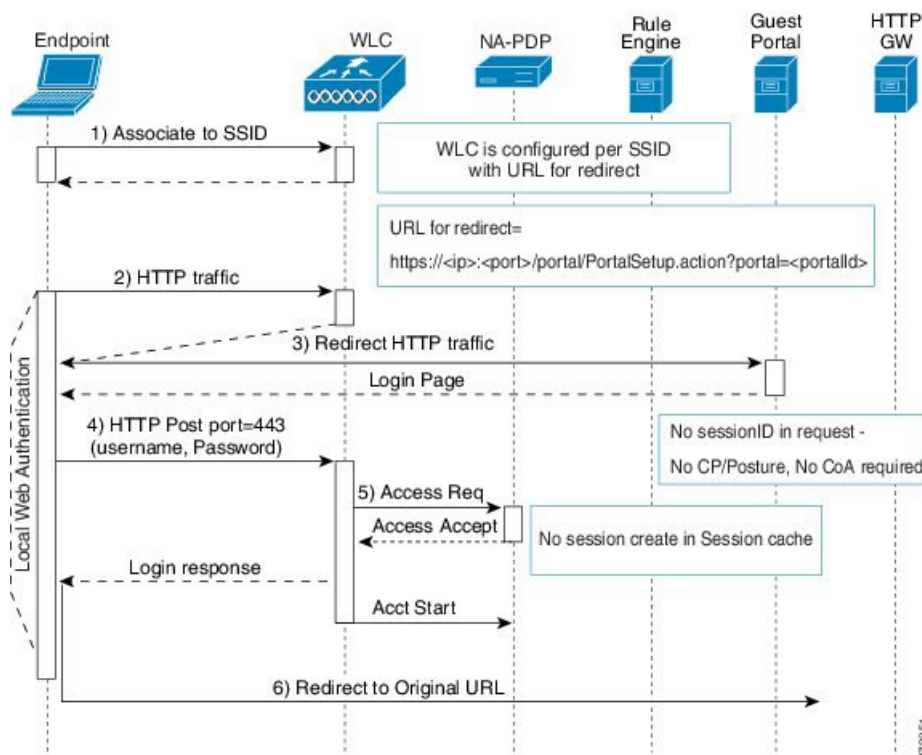 Endpoint
WLC
NA-PDP
Rule
Engine
Guest
Portal
HTTP
GW
1) Associate to SSID
WLC is configured per SSID
with URL for redirect
URL for redirect=
https://<ip>:<port>/portal/PortalSetup.action?portal=<portalId>
2) HTTP traffic
3) Redirect HTTP traffic
Login Page
Local Web Authentication
4) HTTP Post port=443
(username, Password)
No sessionID in request -
No CP/Posture, No CoA required
5) Access Req
Access Accept
No session create in Session cache
Login response
Acct Start
6) Redirect to Original URL